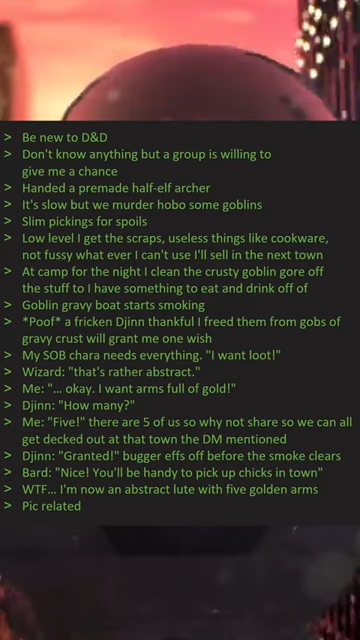 > Be new to D&D
> Don't know anything but a group is willing to
give me a chance
> Handed a premade half-elf archer
> It's slow but we murder hobo some goblins
> Slim pickings for spoils
> Low level I get the scraps, useless things like cookware,
not fussy what ever I can't use I'll sell in the next town
> At camp for the night I clean the crusty goblin gore off
the stuff to I have something to eat and drink off of
> Goblin gravy boat starts smoking
> *Poof* a fricken Djinn thankful I freed them from gobs of
gravy crust will grant me one wish
> My SOB chara needs everything. "I want loot!"
> Wizard: "that's rather abstract."
> Me: "... okay. I want arms full of gold!"
> Djinn: "How many?"
> Me: "Five!" there are 5 of us so why not share so we can all
get decked out at that town the DM mentioned
> Djinn: "Granted!" bugger effs off before the smoke clears
> Bard: "Nice! You'll be handy to pick up chicks in town"
> WTF... I'm now an abstract lute with five golden arms
> Pic related